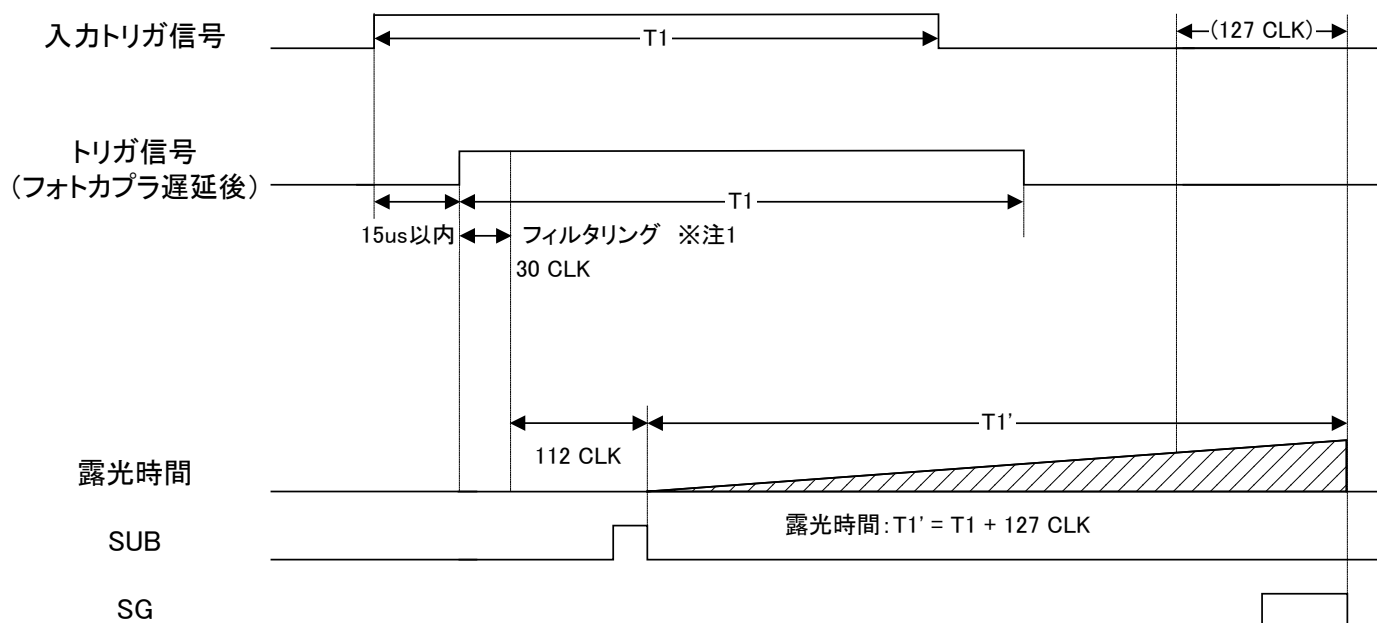 入力トリガ信号
T1
(127 CLK)
トリガ信号
(フォトカプラ遅延後)
T1
15us以内
フィルタリング ※注1
30 CLK
T1'
112 CLK
露光時間
露光時間:T1' = T1 + 127 CLK
SUB
SG